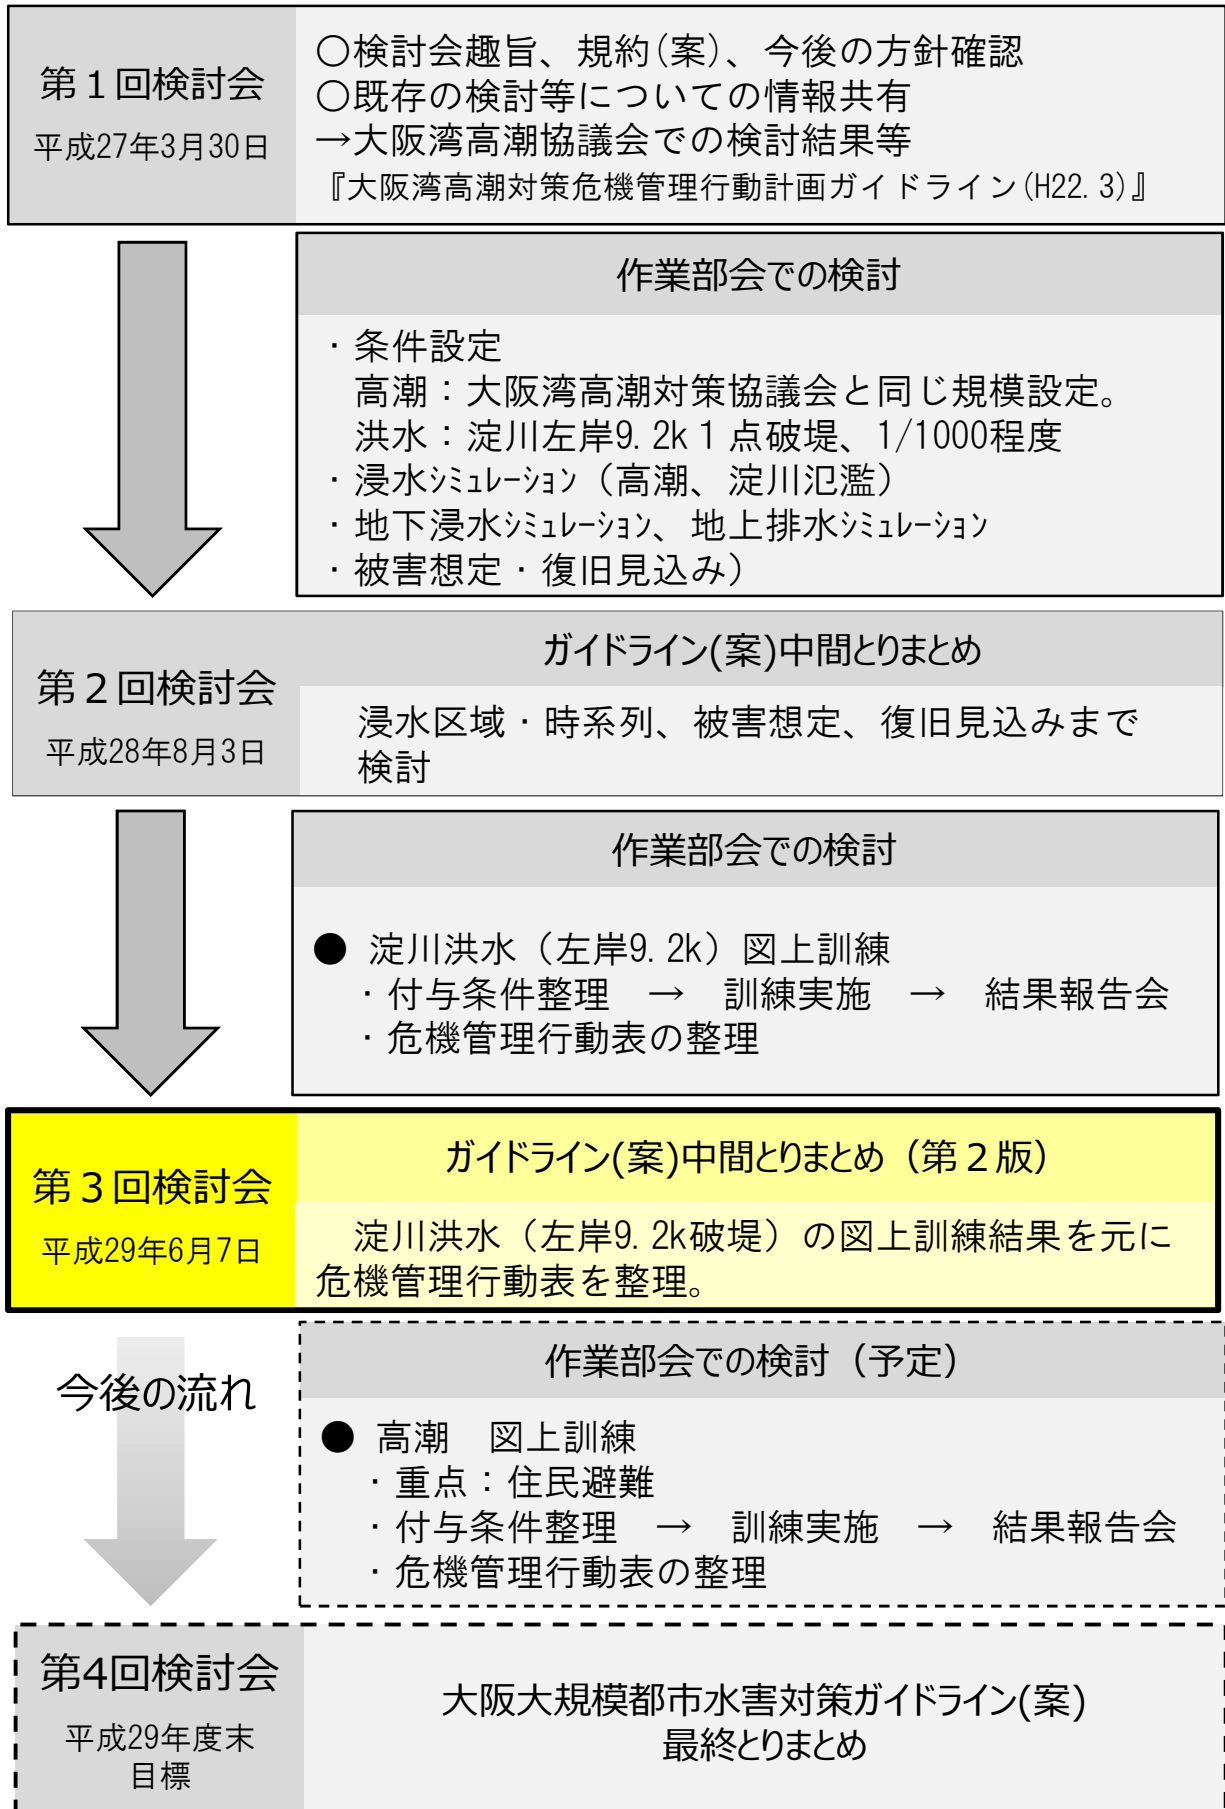 第１回検討会
平成27年3月30日
〇検討会趣旨、規約(案)、今後の方針確認
〇既存の検討等についての情報共有
→大阪湾高潮協議会での検討結果等
『大阪湾高潮対策危機管理行動計画ガイドライン(H22.3)』
作業部会での検討
・条件設定
高潮：大阪湾高潮対策協議会と同じ規模設定。
洪水：淀川左岸9.2k１点破堤、1/1000程度
・浸水ｼﾐｭﾚｰｼｮﾝ（高潮、淀川氾濫）
・地下浸水ｼﾐｭﾚｰｼｮﾝ、地上排水ｼﾐｭﾚｰｼｮﾝ
・被害想定・復旧見込み）
第２回検討会
平成28年8月3日
ガイドライン(案)中間とりまとめ
浸水区域・時系列、被害想定、復旧見込みまで
検討
作業部会での検討
● 淀川洪水（左岸9.2k）図上訓練
・付与条件整理　→　訓練実施　→　結果報告会
・危機管理行動表の整理
第３回検討会
平成29年6月7日
ガイドライン(案)中間とりまとめ（第２版）
淀川洪水（左岸9.2k破堤）の図上訓練結果を元に
危機管理行動表を整理。
今後の流れ
作業部会での検討（予定）
● 高潮　図上訓練
・重点：住民避難
・付与条件整理　→　訓練実施　→　結果報告会
・危機管理行動表の整理
第4回検討会
平成29年度末
目標
大阪大規模都市水害対策ガイドライン(案)
最終とりまとめ